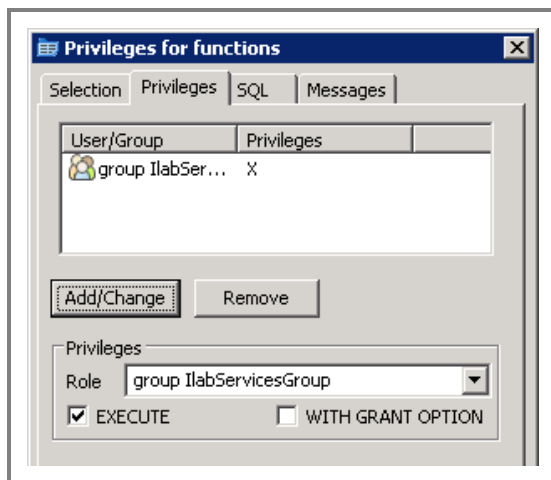 Privileges for functions
Selection Privileges SQL Messages
User/Group Privileges
group IlabSer... X
Add/Change Remove
Privileges
Role group IlabServicesGroup
EXECUTE WITH GRANT OPTION